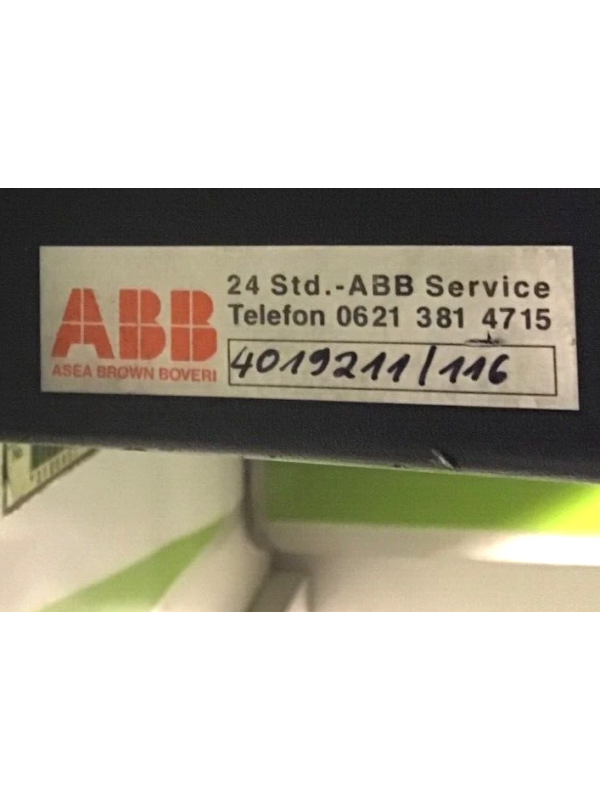 24 Std.-ABB Service
Telefon 0621 381 4715
ABB
ASEA BROWN BOVERI
4019211/116